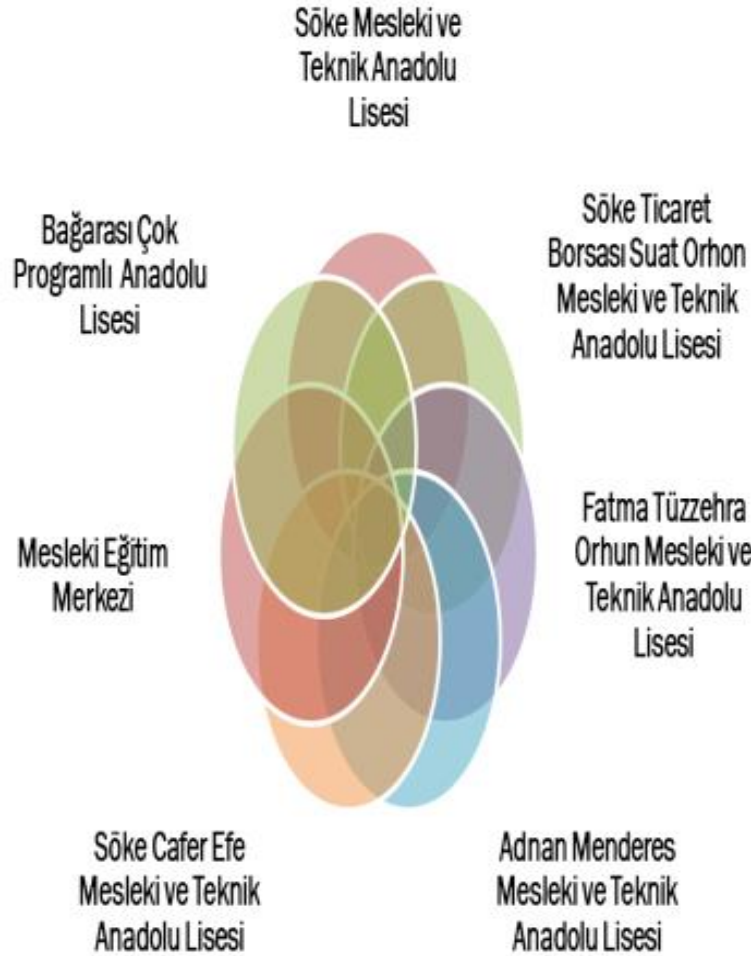 Söke Mesleki ve
Teknik Anadolu
Lisesi
Bağarası Çok
Programlı Anadolu
Lisesi
Söke Ticaret
Borsası Suat Orhon
Mesleki ve Teknik
Anadolu Lisesi
Mesleki Eğitim
Merkezi
Fatma Tüzzehra
Orhun Mesleki ve
Teknik Anadolu
Lisesi
Söke Cafer Efe
Mesleki ve Teknik
Anadolu Lisesi
Adnan Menderes
Mesleki ve Teknik
Anadolu Lisesi